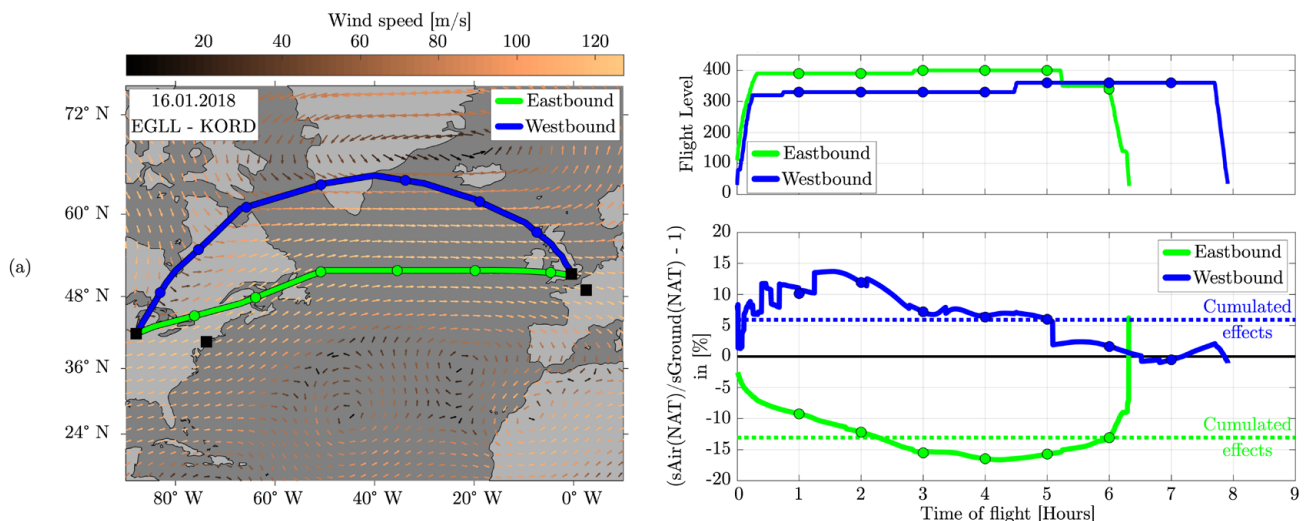 (a)
Wind speed [m/s]
20 40 60 80 100 120
16.01.2018
EGLL - KORD
Eastbound
Westbound
72° N
60° N
48° N
36° N
24° N
80° W 60° W 40° W 20° W 0° W
Flight Level
400
300
200
100
0
Eastbound
Westbound
(sAir(NAT)/sGround(NAT) - 1)
in [%]
20
15
10
5
0
-5
-10
-15
-20
Eastbound
Westbound
Cumulated
effects
Cumulated
effects
0 1 2 3 4 5 6 7 8 9
Time of flight [Hours]